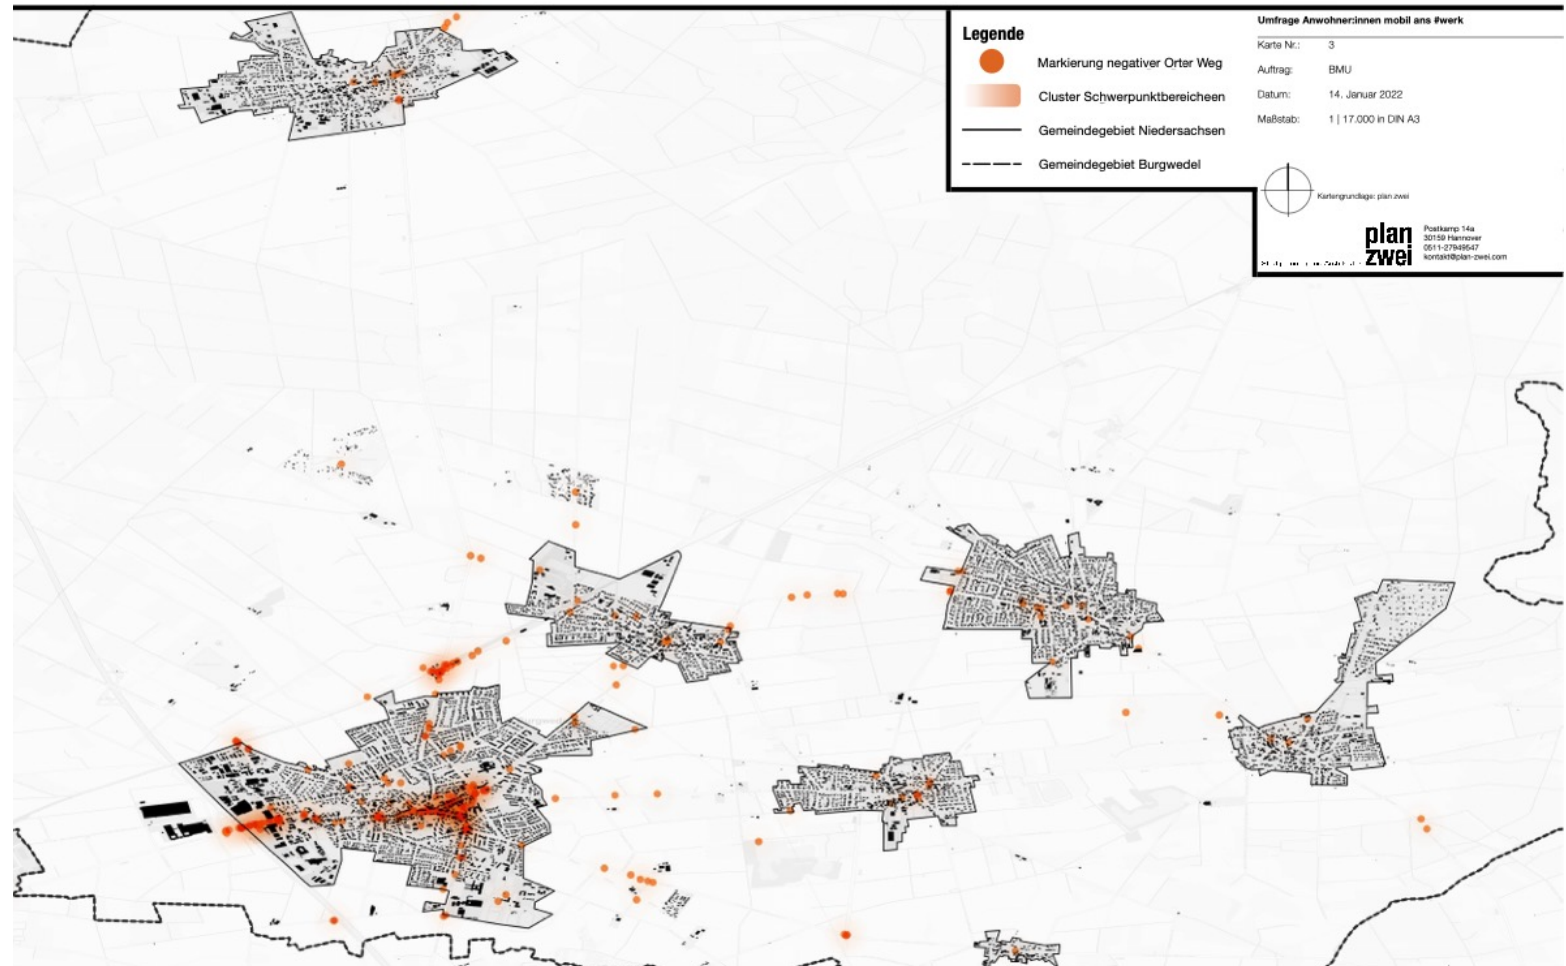 Legende
Markierung negativer Orter Weg
Cluster Schwerpunktbereicheen
Gemeindegebiet Niedersachsen
Gemeindegebiet Burgwedel
Umfrage Anwohner:innen mobil ans #werk
Karte Nr.: 3
Auftrag: BMU
Datum: 14. Januar 2022
Maßstab: 1 | 17.000 in DIN A3
Kartengrundlage: plan zwei
plan
zwei
Postkamp 14a
30159 Hannover
0511-27949547
kontakt@plan-zwei.com